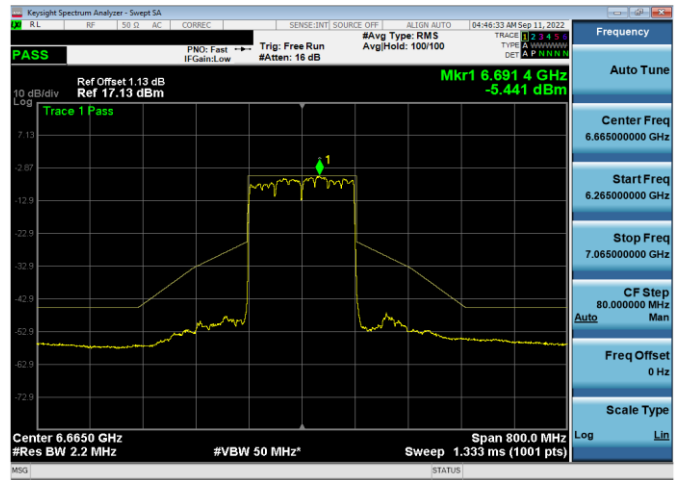 Keysight Spectrum Analyzer - Swept SA
RL RF 50 Ω AC CORREC SENSE:INT SOURCE OFF ALIGN AUTO 04:46:33 AM Sep 11, 2022
#Avg Type: RMS TRACE 1 2 3 4 5 6
PNO: Fast Trig: Free Run Avg|Hold: 100/100 TYPE A WWWWW
PASS IFGain:Low #Atten: 16 dB DET A P N N N N
Mkr1 6.691 4 GHz
Ref Offset 1.13 dB
10 dB/div Ref 17.13 dBm -5.441 dBm
Log
Trace 1 Pass
7.13
-2.87
-12.9
-22.9
-32.9
-42.9
-52.9
-62.9
-72.9
1
Center 6.6650 GHz Span 800.0 MHz
#Res BW 2.2 MHz #VBW 50 MHz* Sweep 1.333 ms (1001 pts)
MSG STATUS
Frequency
Auto Tune
Center Freq
6.665000000 GHz
Start Freq
6.265000000 GHz
Stop Freq
7.065000000 GHz
CF Step
80.000000 MHz
Auto Man
Freq Offset
0 Hz
Scale Type
Log Lin